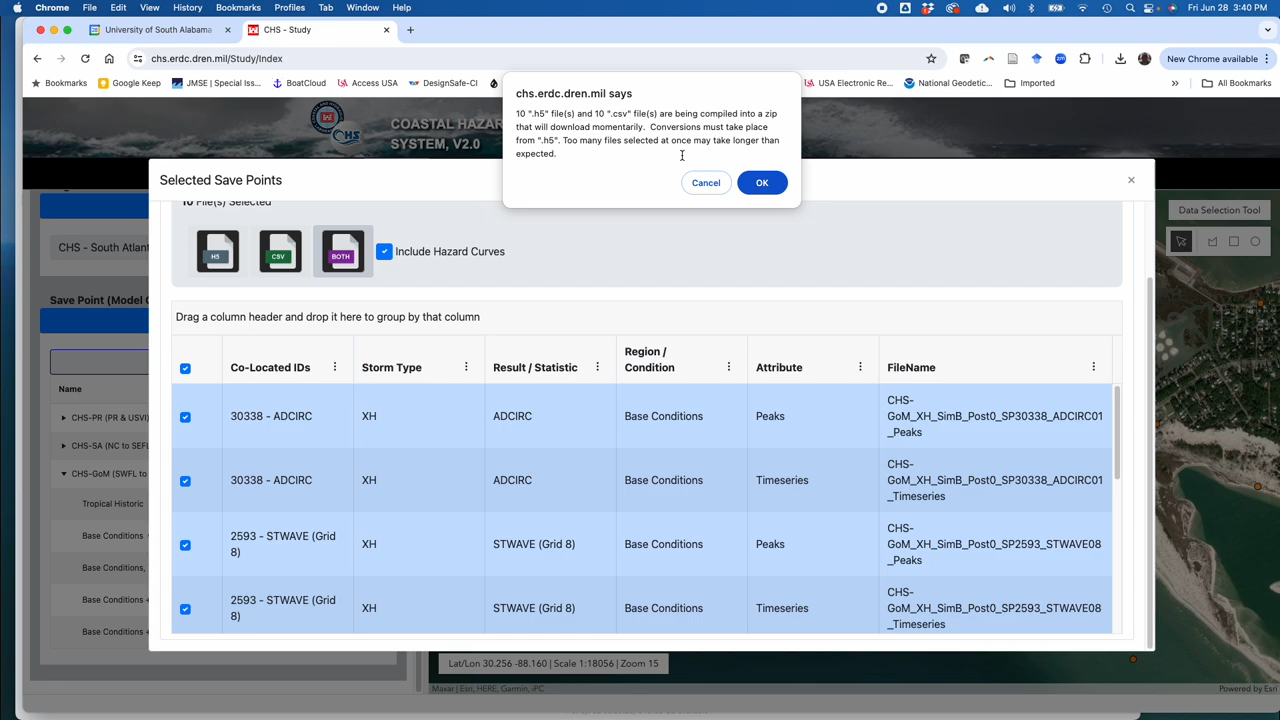 Chrome File Edit View History Bookmarks Profiles Tab Window Help Fri Jun 28 3:40 PM
University of South Alabama CHS - Study
chs.erdc.dren.mil/Study/Index New Chrome available
Bookmarks Google Keep JMSE | Special Iss... BoatCloud Access USA DesignSafe-CI USA Electronic Re... National Geodetic... Imported » All Bookmarks
chs.erdc.dren.mil says
10 ".h5" file(s) and 10 ".csv" file(s) are being compiled into a zip
that will download momentarily. Conversions must take place
from ".h5". Too many files selected at once may take longer than
expected.
Cancel OK
CHS
COASTAL HAZAR
SYSTEM, V2.0
Selected Save Points
10 File(s) Selected
H5 CSV BOTH Include Hazard Curves
Drag a column header and drop it here to group by that column
Co-Located IDs Storm Type Result / Statistic Region / Condition Attribute FileName
30338 - ADCIRC XH ADCIRC Base Conditions Peaks CHS-
GoM_XH_SimB_Post0_SP30338_ADCIRC01
_Peaks
30338 - ADCIRC XH ADCIRC Base Conditions Timeseries CHS-
GoM_XH_SimB_Post0_SP30338_ADCIRC01
_Timeseries
2593 - STWAVE (Grid
8) XH STWAVE (Grid 8) Base Conditions Peaks CHS-
GoM_XH_SimB_Post0_SP2593_STWAVE08
_Peaks
2593 - STWAVE (Grid
8) XH STWAVE (Grid 8) Base Conditions Timeseries CHS-
GoM_XH_SimB_Post0_SP2593_STWAVE08
_Timeseries
CHS - South Atlant
Save Point (Model O
Name
CHS-PR (PR & USVI)
CHS-SA (NC to SEFL
CHS-GoM (SWFL to
Tropical Historic
Base Conditions
Base Conditions,
Base Conditions +
Base Conditions +
Data Selection Tool
Lat/Lon 30.256 -88.160 | Scale 1:18056 | Zoom 15
Maxar | Esri, HERE, Garmin, iPC Powered by Esri